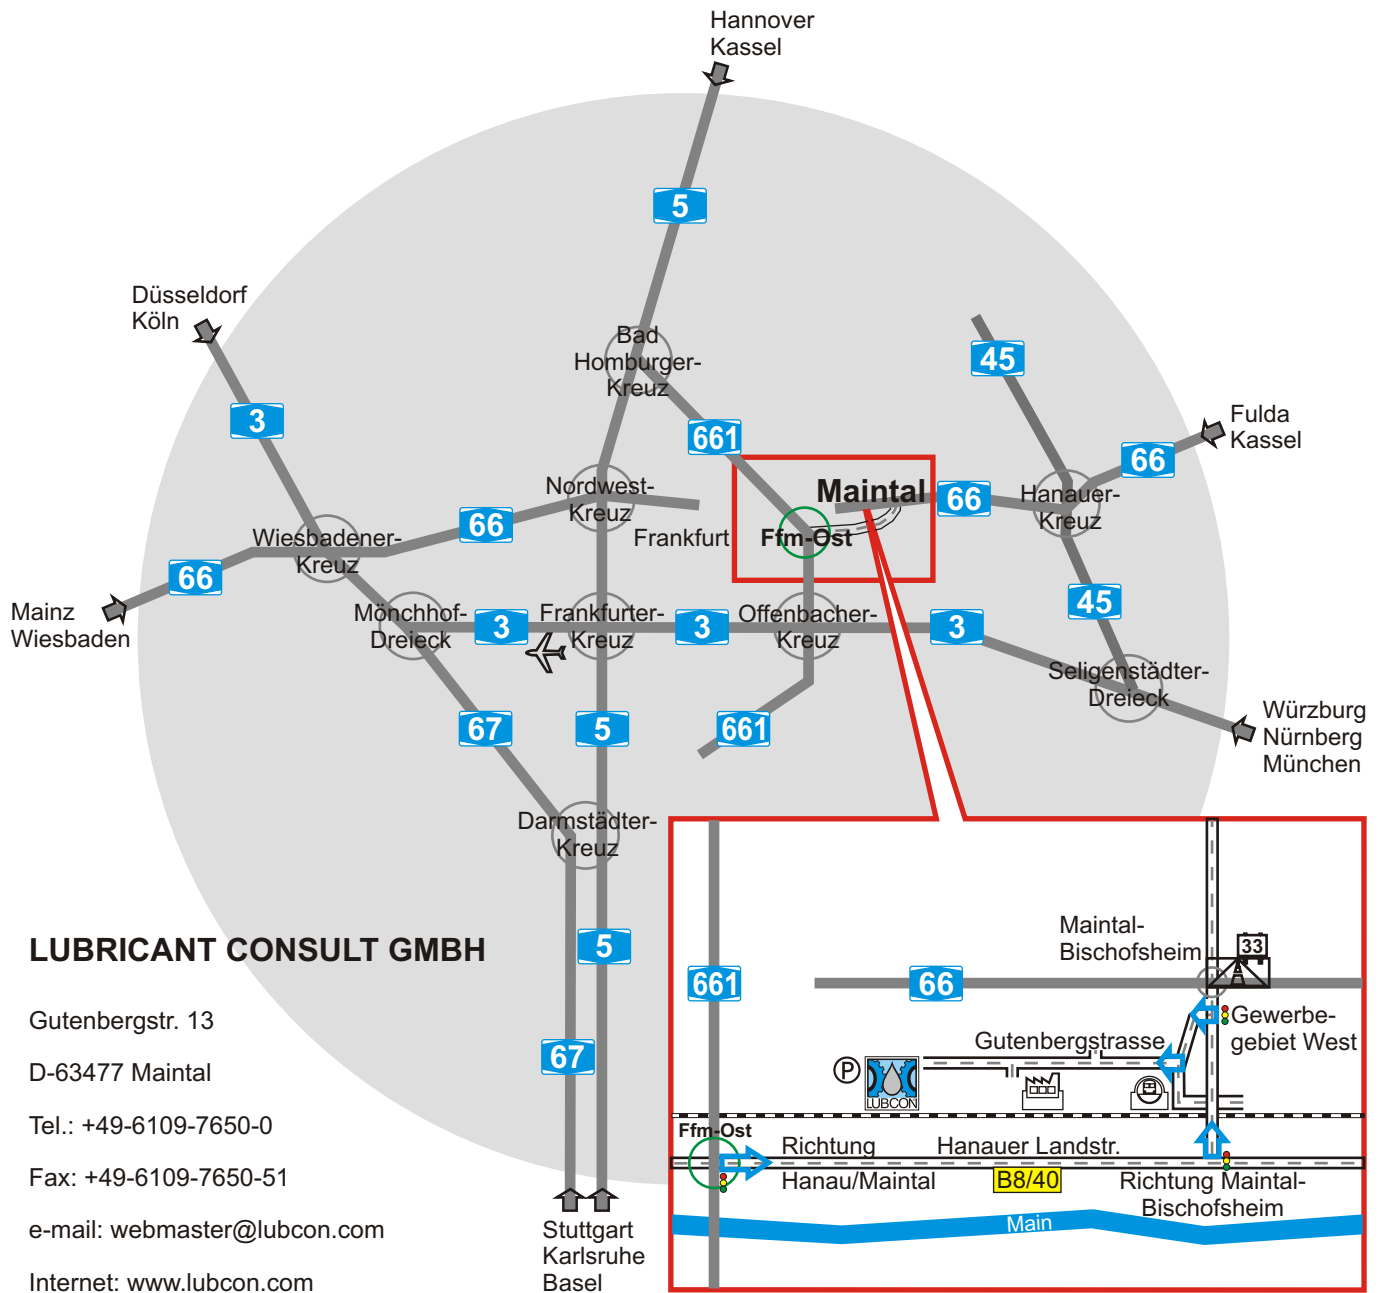 Hannover
Kassel
5
Düsseldorf
Köln
Bad
Homburger-
Kreuz
45
3
661
Fulda
Kassel
66
Maintal
66
Hanauer-
Kreuz
Nordwest-
Kreuz
66
Wiesbadener-
Kreuz
Frankfurt
Ffm-Ost
66
Mainz
Wiesbaden
Mönchhof-
Dreieck
3
Frankfurter-
Kreuz
3
Offenbacher-
Kreuz
3
45
Seligenstädter-
Dreieck
67
5
661
Würzburg
Nürnberg
München
Darmstädter-
Kreuz
5
67
Stuttgart
Karlsruhe
Basel
LUBRICANT CONSULT GMBH
Gutenbergstr. 13
D-63477 Maintal
Tel.: +49-6109-7650-0
Fax: +49-6109-7650-51
e-mail: webmaster@lubcon.com
Internet: www.lubcon.com
Maintal-
Bischofsheim
33
661
66
Gewerbe-
gebiet West
Gutenbergstrasse
P
LUBCON
Ffm-Ost
Richtung
Hanau/Maintal
Hanauer Landstr.
B8/40
Richtung Maintal-
Bischofsheim
Main